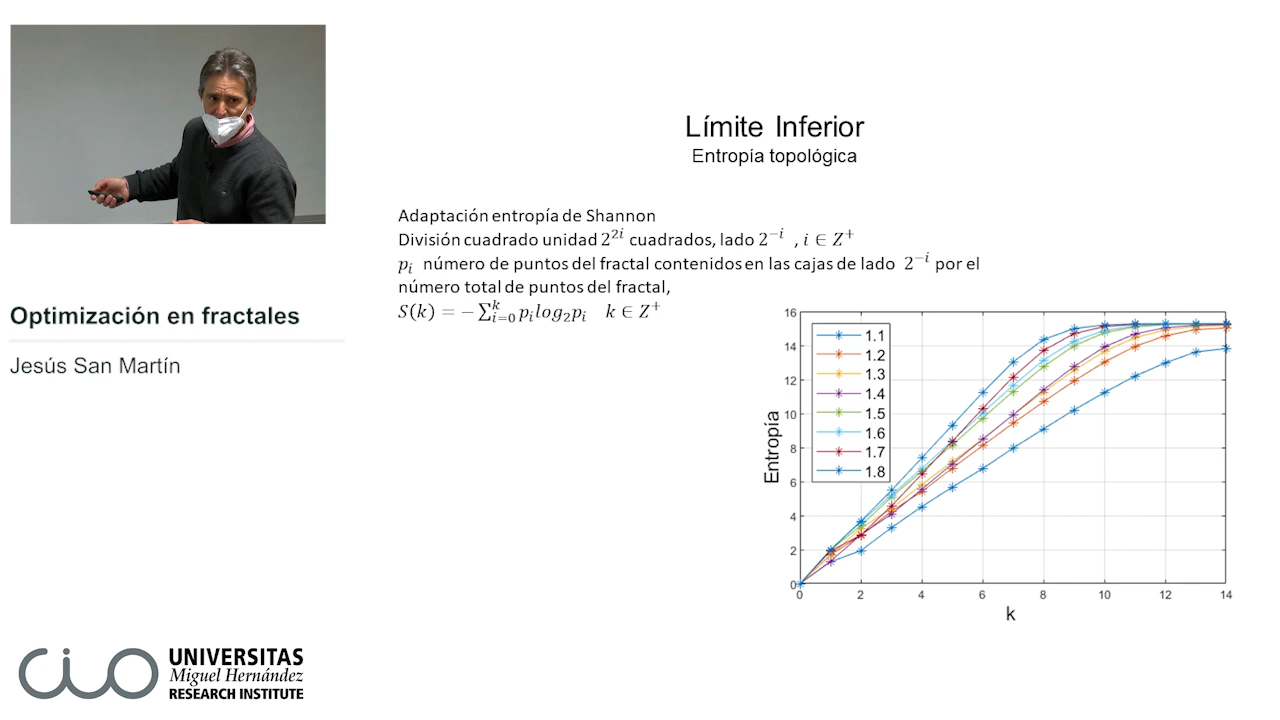 Límite Inferior
Entropía topológica
Adaptación entropía de Shannon
División cuadrado unidad 2^{2i} cuadrados, lado 2^{-i} , i ∈ Z^+
p_i número de puntos del fractal contenidos en las cajas de lado 2^{-i} por el
número total de puntos del fractal,
S(k) = −∑_{i=0}^{k} p_i log_2 p_i k ∈ Z^+
Optimización en fractales
Jesús San Martín
16
14
12
10
8
6
4
2
0
Entropía
1.1
1.2
1.3
1.4
1.5
1.6
1.7
1.8
0 2 4 6 8 10 12 14
k
CIO
UNIVERSITAS
Miguel Hernández
RESEARCH INSTITUTE